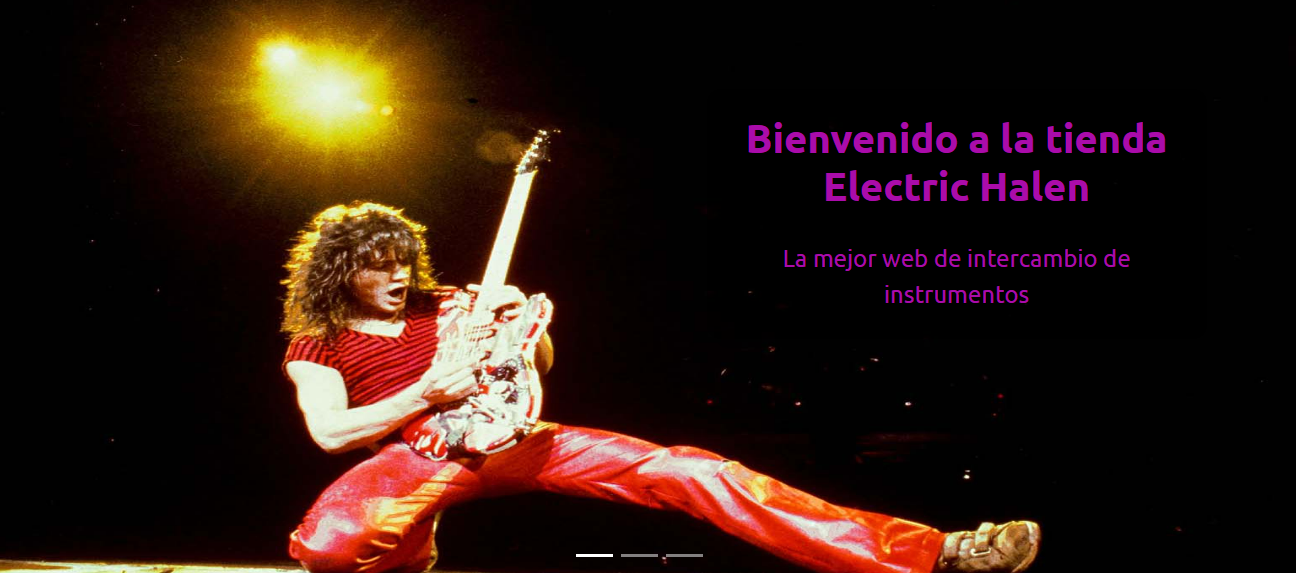 Bienvenido a la tienda
Electric Halen
La mejor web de intercambio de
instrumentos